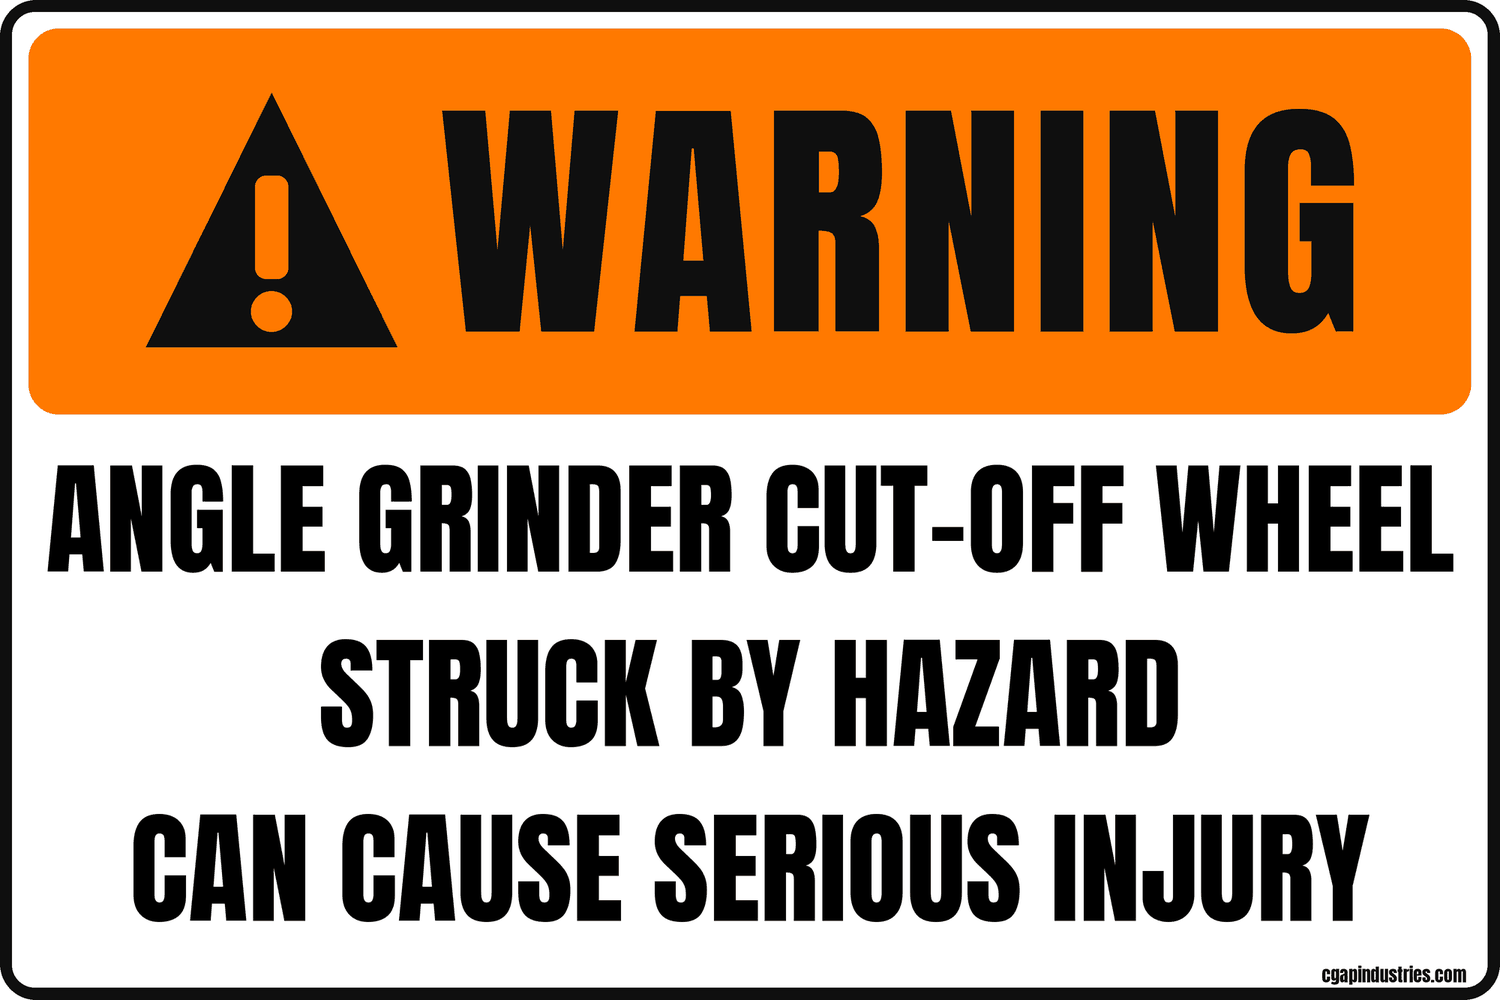 WARNING
ANGLE GRINDER CUT-OFF WHEEL
STRUCK BY HAZARD
CAN CAUSE SERIOUS INJURY
cgapindustries.com